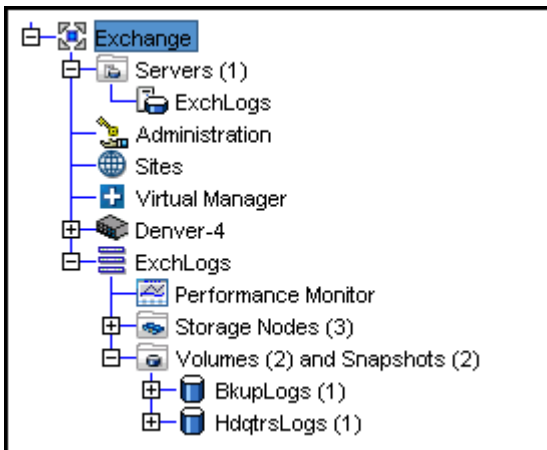 Exchange
Servers (1)
ExchLogs
Administration
Sites
Virtual Manager
Denver-4
ExchLogs
Performance Monitor
Storage Nodes (3)
Volumes (2) and Snapshots (2)
BkupLogs (1)
HdqtrsLogs (1)